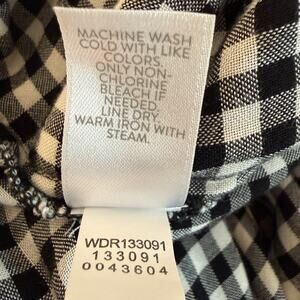 MACHINE WASH
COLD WITH LIKE
COLORS.
ONLY NON-
CHLORINE
BLEACH IF
NEEDED.
LINE DRY.
WARM IRON WITH
STEAM.
WDR133091
133091
0043604